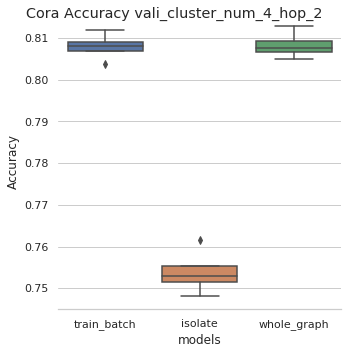 Cora Accuracy vali_cluster_num_4_hop_2
0.81
0.80
0.79
0.78
0.77
0.76
0.75
Accuracy
train_batch
isolate
whole_graph
models